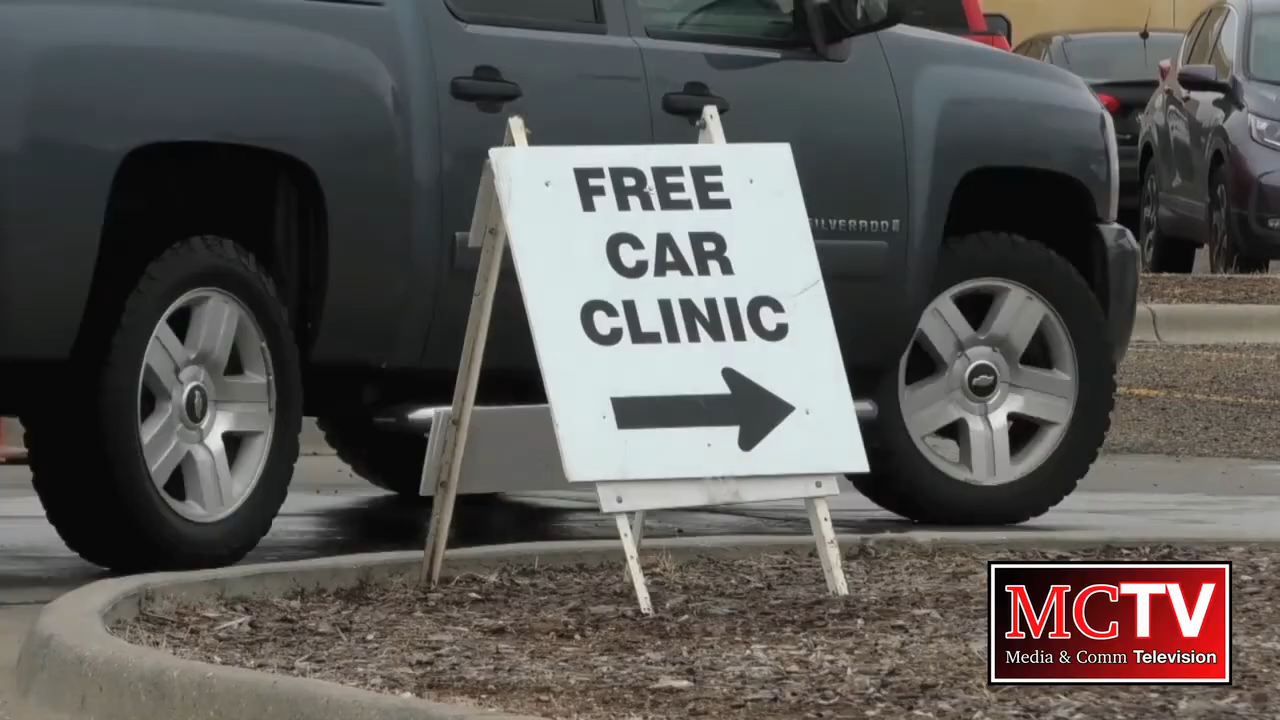 FREE
CAR
CLINIC
SILVERADO
MCTV
Media & Comm Television